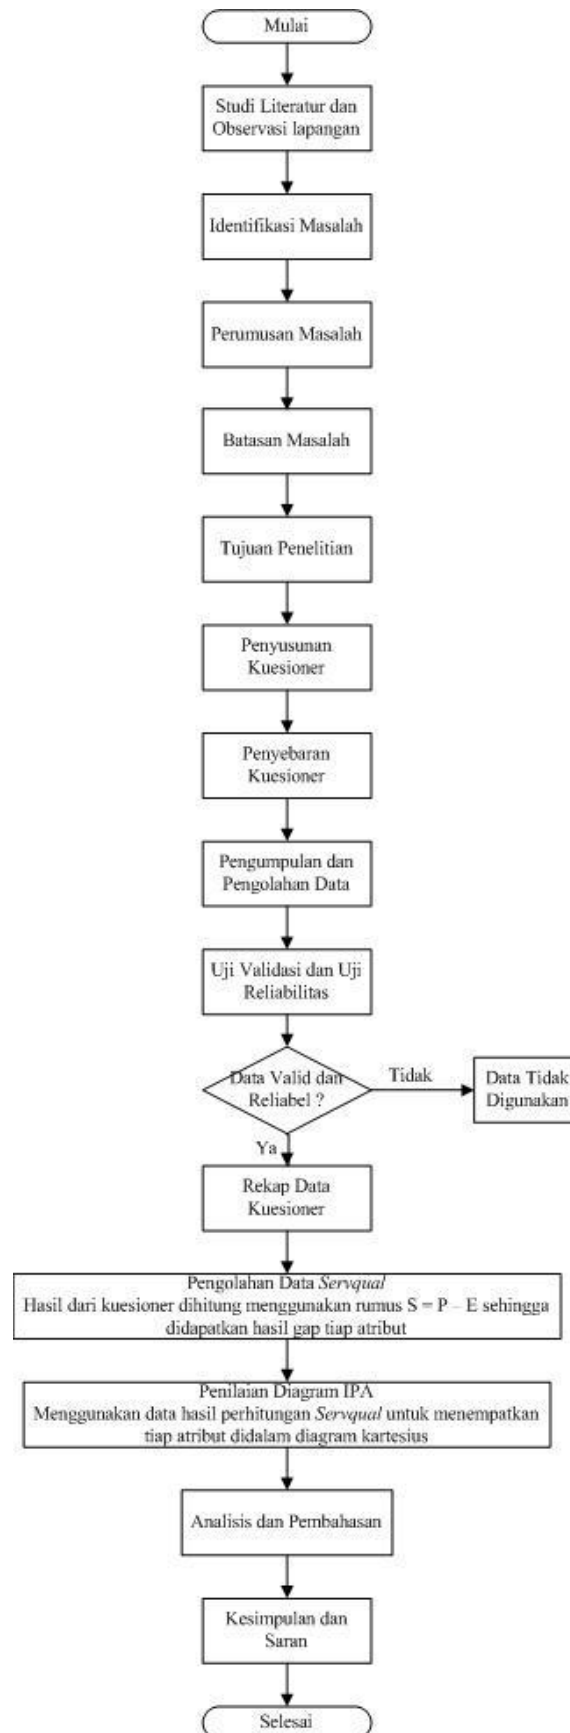 Mulai
Studi Literatur dan
Observasi lapangan
Identifikasi Masalah
Perumusan Masalah
Batasan Masalah
Tujuan Penelitian
Penyusunan
Kuesioner
Penyebaran
Kuesioner
Pengumpulan dan
Pengolahan Data
Uji Validasi dan Uji
Reliabilitas
Data Valid dan
Reliabel ?
Tidak
Data Tidak
Digunakan
Ya
Rekap Data
Kuesioner
Pengolahan Data Servqual
Hasil dari kuesioner dihitung menggunakan rumus S = P – E sehingga
didapatkan hasil gap tiap atribut
Penilaian Diagram IPA
Menggunakan data hasil perhitungan Servqual untuk menempatkan
tiap atribut didalam diagram kartesius
Analisis dan Pembahasan
Kesimpulan dan
Saran
Selesai